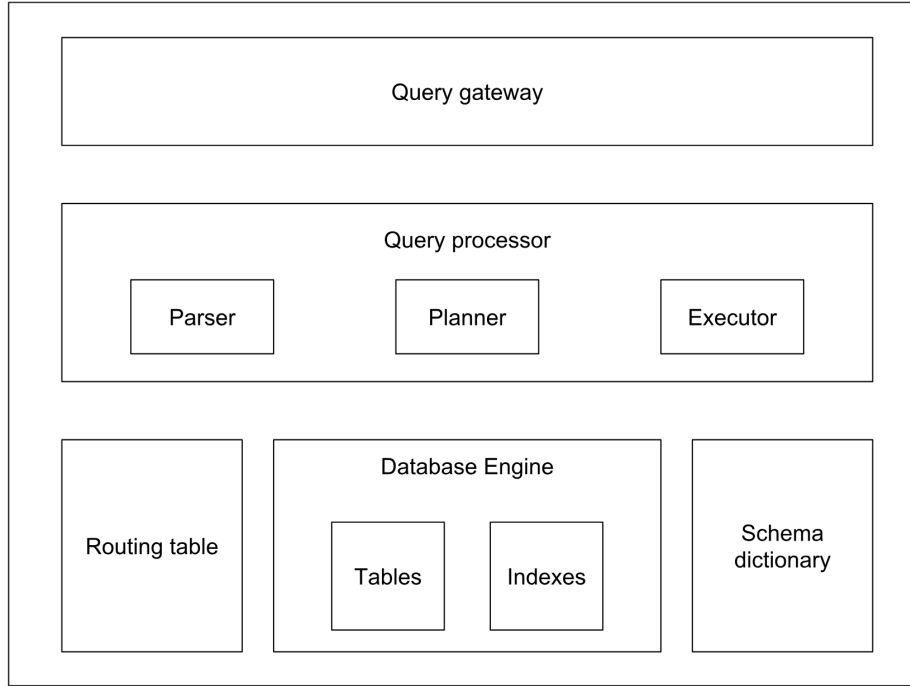 Query gateway
Query processor
Parser
Planner
Executor
Routing table
Database Engine
Tables
Indexes
Schema
dictionary